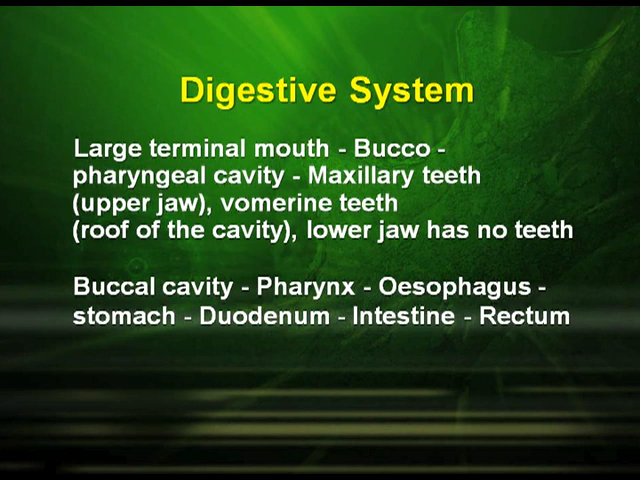 Digestive System
Large terminal mouth - Bucco -
pharyngeal cavity - Maxillary teeth
(upper jaw), vomerine teeth
(roof of the cavity), lower jaw has no teeth
Buccal cavity - Pharynx - Oesophagus -
stomach - Duodenum - Intestine - Rectum